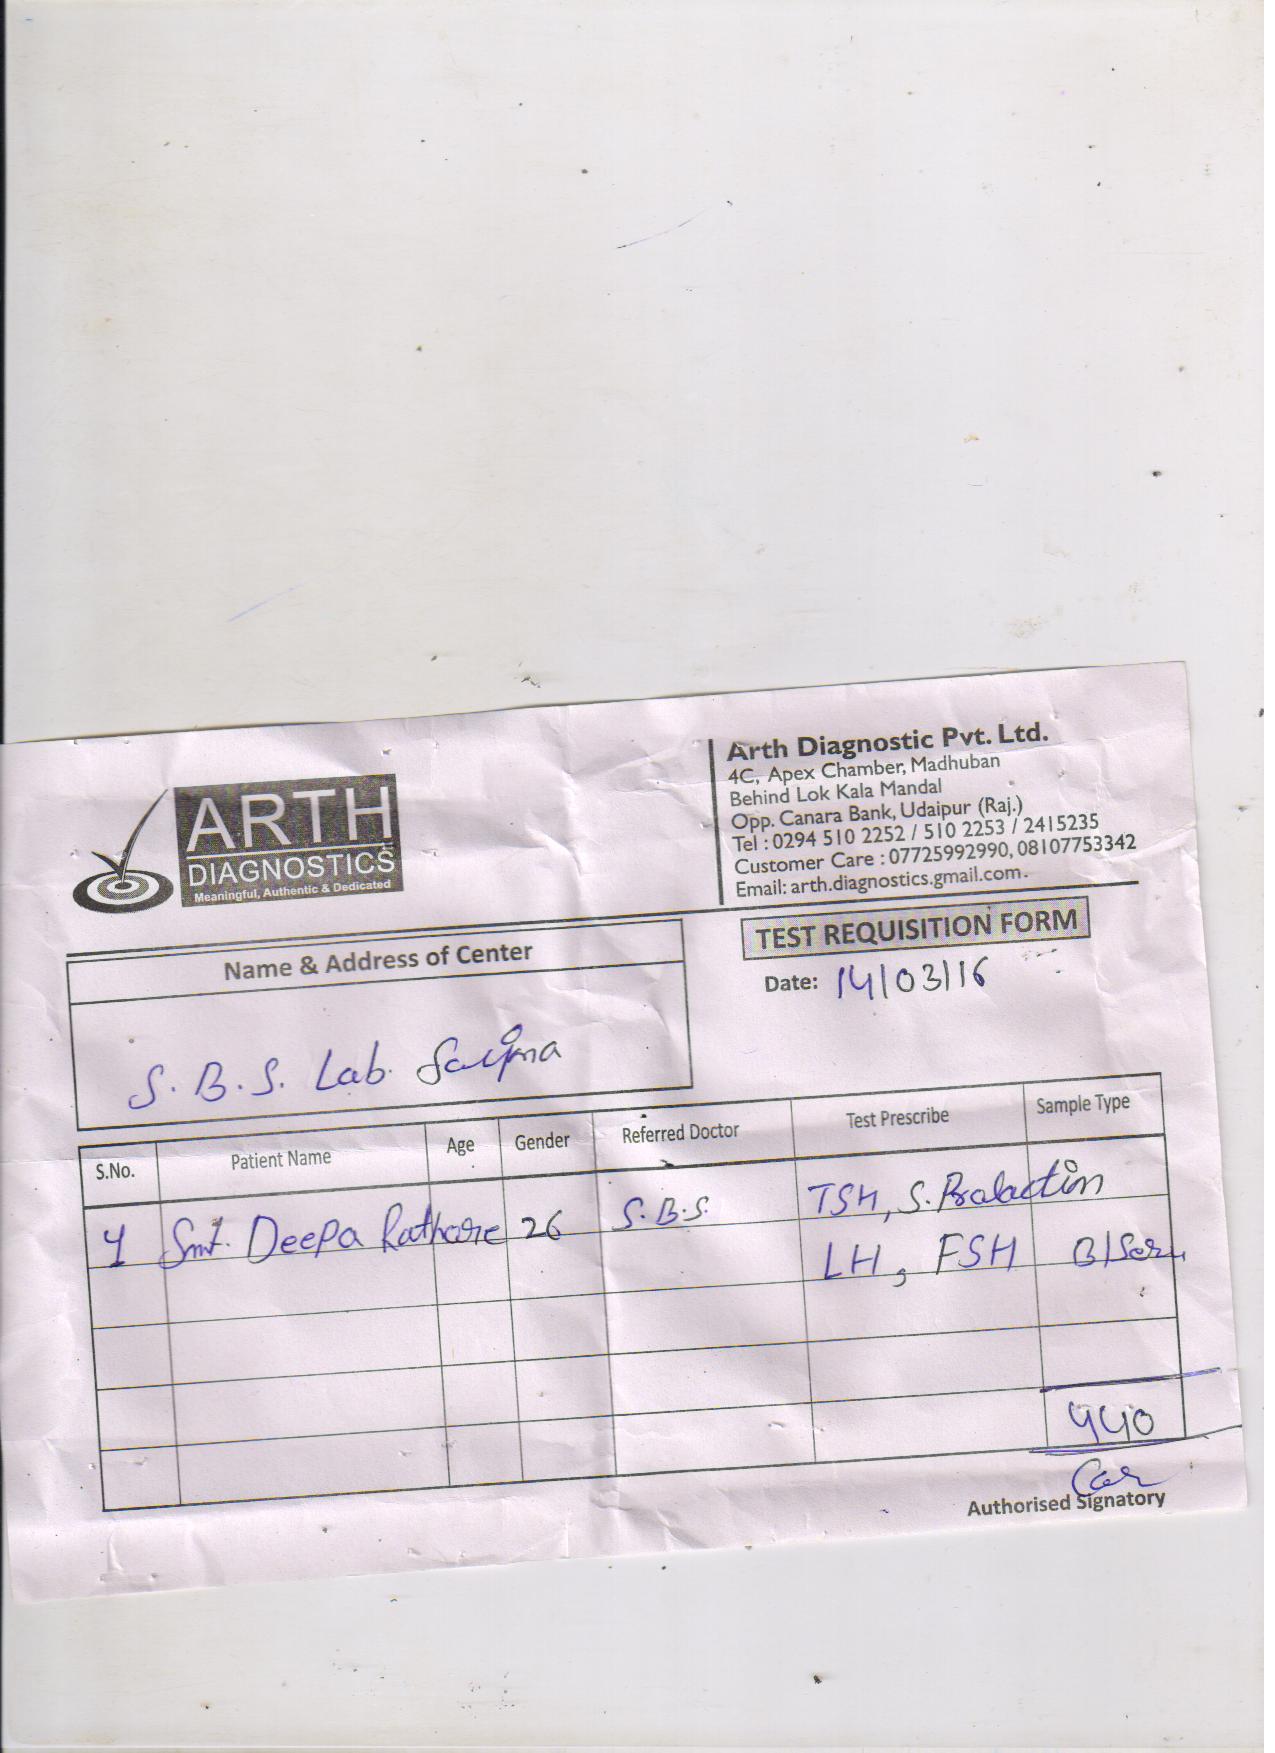 ARTH
DIAGNOSTICS
Meaningful, Authentic & Dedicated
Arth Diagnostic Pvt. Ltd.
4C, Apex Chamber, Madhuban
Behind Lok Kala Mandal
Opp. Canara Bank, Udaipur (Raj.)
Tel : 0294 510 2252 / 510 2253 / 2415235
Customer Care : 07725992990, 08107753342
Email: arth.diagnostics.gmail.com.
TEST REQUISITION FORM
Date: 14/03/16
Name & Address of Center
S. B. S. Lab.
S.No. Patient Name Age Gender Referred Doctor Test Prescribe Sample Type
1 Smt. Deepa Rathore 26 S.B.S. TSH, S. Prolactin
LH, FSH
440
Authorised Signatory